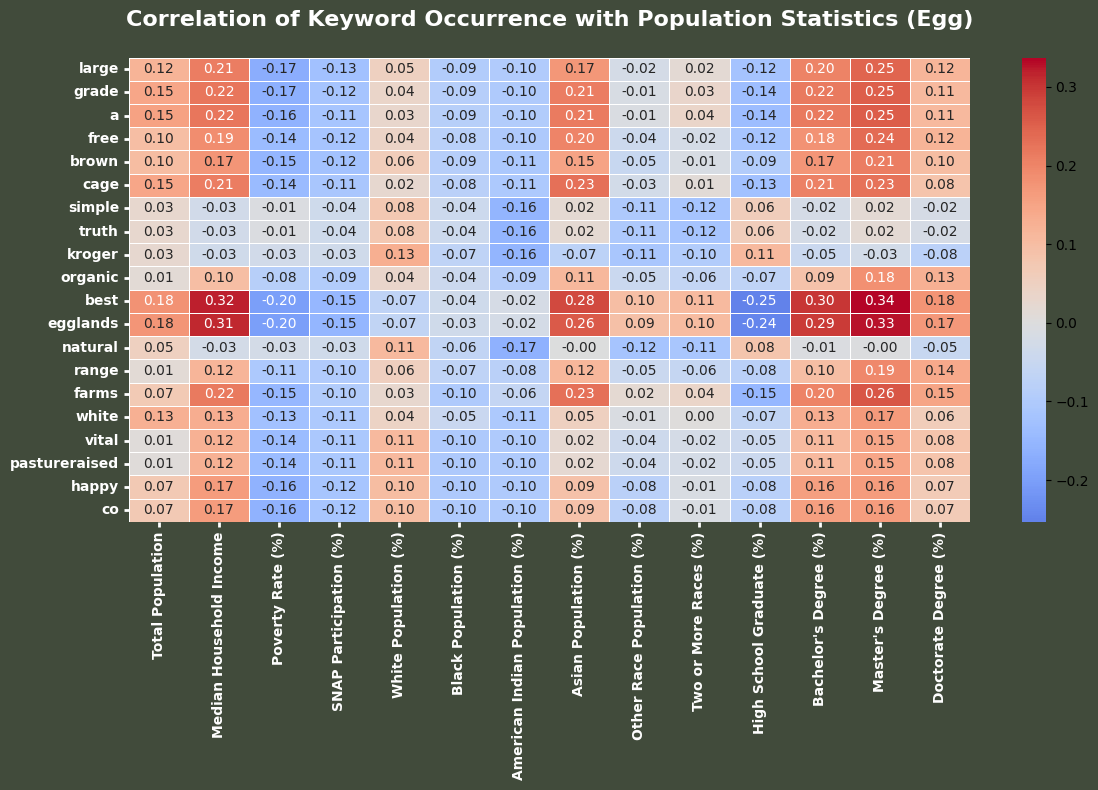 Correlation of Keyword Occurrence with Population Statistics (Egg)
large 0.12 0.21 -0.17 -0.13 0.05 -0.09 -0.10 0.17 -0.02 0.02 -0.12 0.20 0.25 0.12
grade 0.15 0.22 -0.17 -0.12 0.04 -0.09 -0.10 0.21 -0.01 0.03 -0.14 0.22 0.25 0.11
a 0.15 0.22 -0.16 -0.11 0.03 -0.09 -0.10 0.21 -0.01 0.04 -0.14 0.22 0.25 0.11
free 0.10 0.19 -0.14 -0.12 0.04 -0.08 -0.10 0.20 -0.04 -0.02 -0.12 0.18 0.24 0.12
brown 0.10 0.17 -0.15 -0.12 0.06 -0.09 -0.11 0.15 -0.05 -0.01 -0.09 0.17 0.21 0.10
cage 0.15 0.21 -0.14 -0.11 0.02 -0.08 -0.11 0.23 -0.03 0.01 -0.13 0.21 0.23 0.08
simple 0.03 -0.03 -0.01 -0.04 0.08 -0.04 -0.16 0.02 -0.11 -0.12 0.06 -0.02 0.02 -0.02
truth 0.03 -0.03 -0.01 -0.04 0.08 -0.04 -0.16 0.02 -0.11 -0.12 0.06 -0.02 0.02 -0.02
kroger 0.03 -0.03 -0.03 -0.03 0.13 -0.07 -0.16 -0.07 -0.11 -0.10 0.11 -0.05 -0.03 -0.08
organic 0.01 0.10 -0.08 -0.09 0.04 -0.04 -0.09 0.11 -0.05 -0.06 -0.07 0.09 0.18 0.13
best 0.18 0.32 -0.20 -0.15 -0.07 -0.04 -0.02 0.28 0.10 0.11 -0.25 0.30 0.34 0.18
egglands 0.18 0.31 -0.20 -0.15 -0.07 -0.03 -0.02 0.26 0.09 0.10 -0.24 0.29 0.33 0.17
natural 0.05 -0.03 -0.03 -0.03 0.11 -0.06 -0.17 -0.00 -0.12 -0.11 0.08 -0.01 -0.00 -0.05
range 0.01 0.12 -0.11 -0.10 0.06 -0.07 -0.08 0.12 -0.05 -0.06 -0.08 0.10 0.19 0.14
farms 0.07 0.22 -0.15 -0.10 0.03 -0.10 -0.06 0.23 0.02 0.04 -0.15 0.20 0.26 0.15
white 0.13 0.13 -0.13 -0.11 0.04 -0.05 -0.11 0.05 -0.01 0.00 -0.07 0.13 0.17 0.06
vital 0.01 0.12 -0.14 -0.11 0.11 -0.10 -0.10 0.02 -0.04 -0.02 -0.05 0.11 0.15 0.08
pastureraised 0.01 0.12 -0.14 -0.11 0.11 -0.10 -0.10 0.02 -0.04 -0.02 -0.05 0.11 0.15 0.08
happy 0.07 0.17 -0.16 -0.12 0.10 -0.10 -0.10 0.09 -0.08 -0.01 -0.08 0.16 0.16 0.07
co 0.07 0.17 -0.16 -0.12 0.10 -0.10 -0.10 0.09 -0.08 -0.01 -0.08 0.16 0.16 0.07
Total Population
Median Household Income
Poverty Rate (%)
SNAP Participation (%)
White Population (%)
Black Population (%)
American Indian Population (%)
Asian Population (%)
Other Race Population (%)
Two or More Races (%)
High School Graduate (%)
Bachelor's Degree (%)
Master's Degree (%)
Doctorate Degree (%)
0.3
0.2
0.1
0.0
−0.1
−0.2